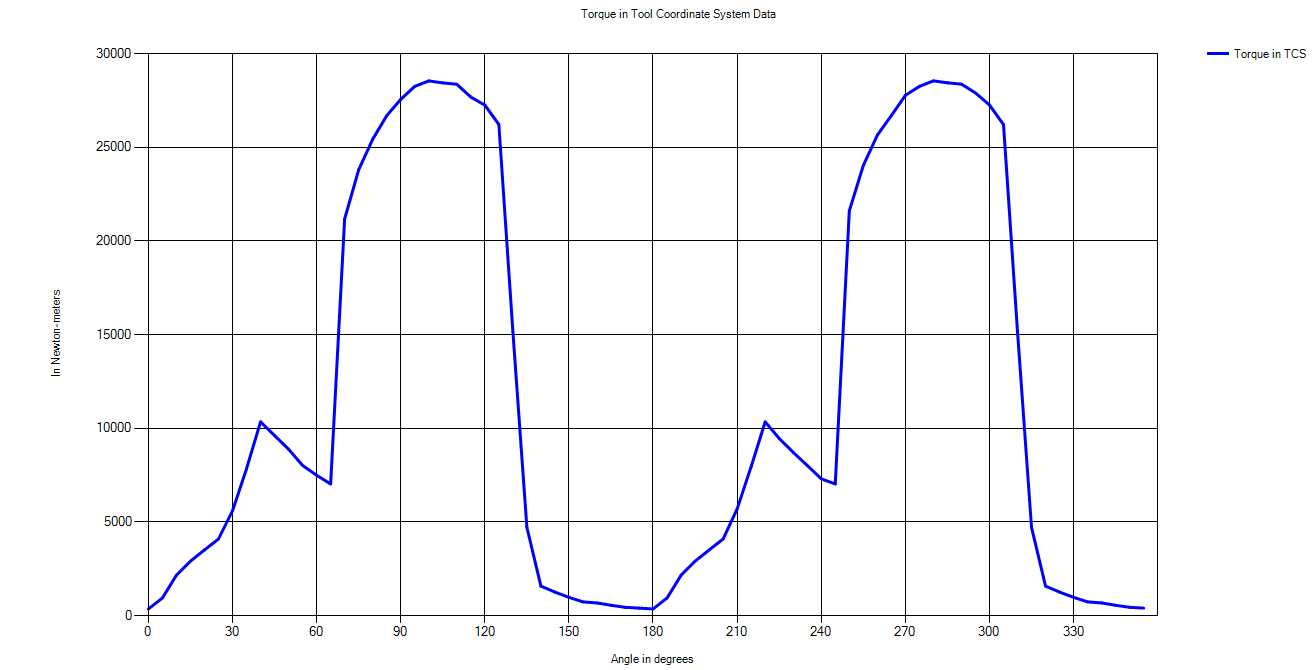 Torque in Tool Coordinate System Data
Torque in TCS
30000
25000
20000
15000
10000
5000
0
In Newton-meters
0 30 60 90 120 150 180 210 240 270 300 330
Angle in degrees